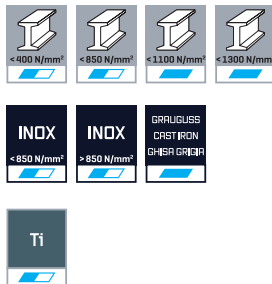 <400 N/mm² <850 N/mm² <1100 N/mm² <1300 N/mm²
INOX
<850 N/mm²
INOX
>850 N/mm²
GRAUGUSS
CAST IRON
GHISA GRIGIA
Ti